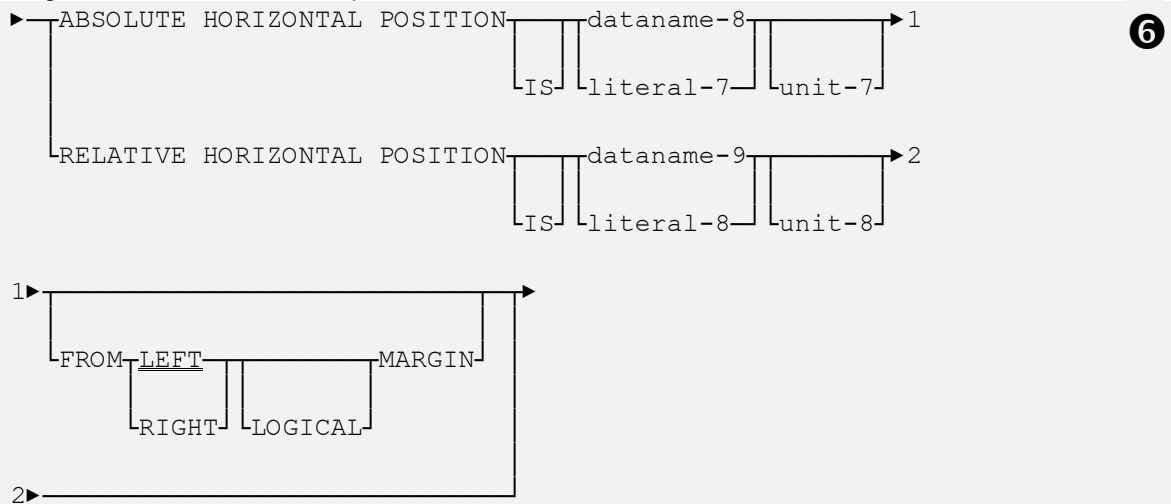 ABSOLUTE HORIZONTAL POSITION dataname-8 1 ❻
IS literal-7 unit-7
RELATIVE HORIZONTAL POSITION dataname-9 2
IS literal-8 unit-8
1
FROM LEFT MARGIN
RIGHT LOGICAL
2